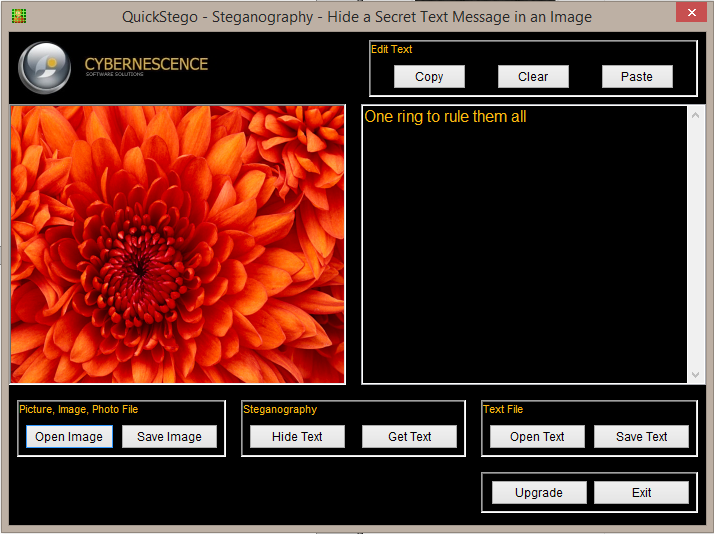 QuickStego - Steganography - Hide a Secret Text Message in an Image
CYBERNESCENCE
SOFTWARE SOLUTIONS
Edit Text
Copy Clear Paste
One ring to rule them all
Picture, Image, Photo File
Open Image Save Image
Steganography
Hide Text Get Text
Text File
Open Text Save Text
Upgrade Exit